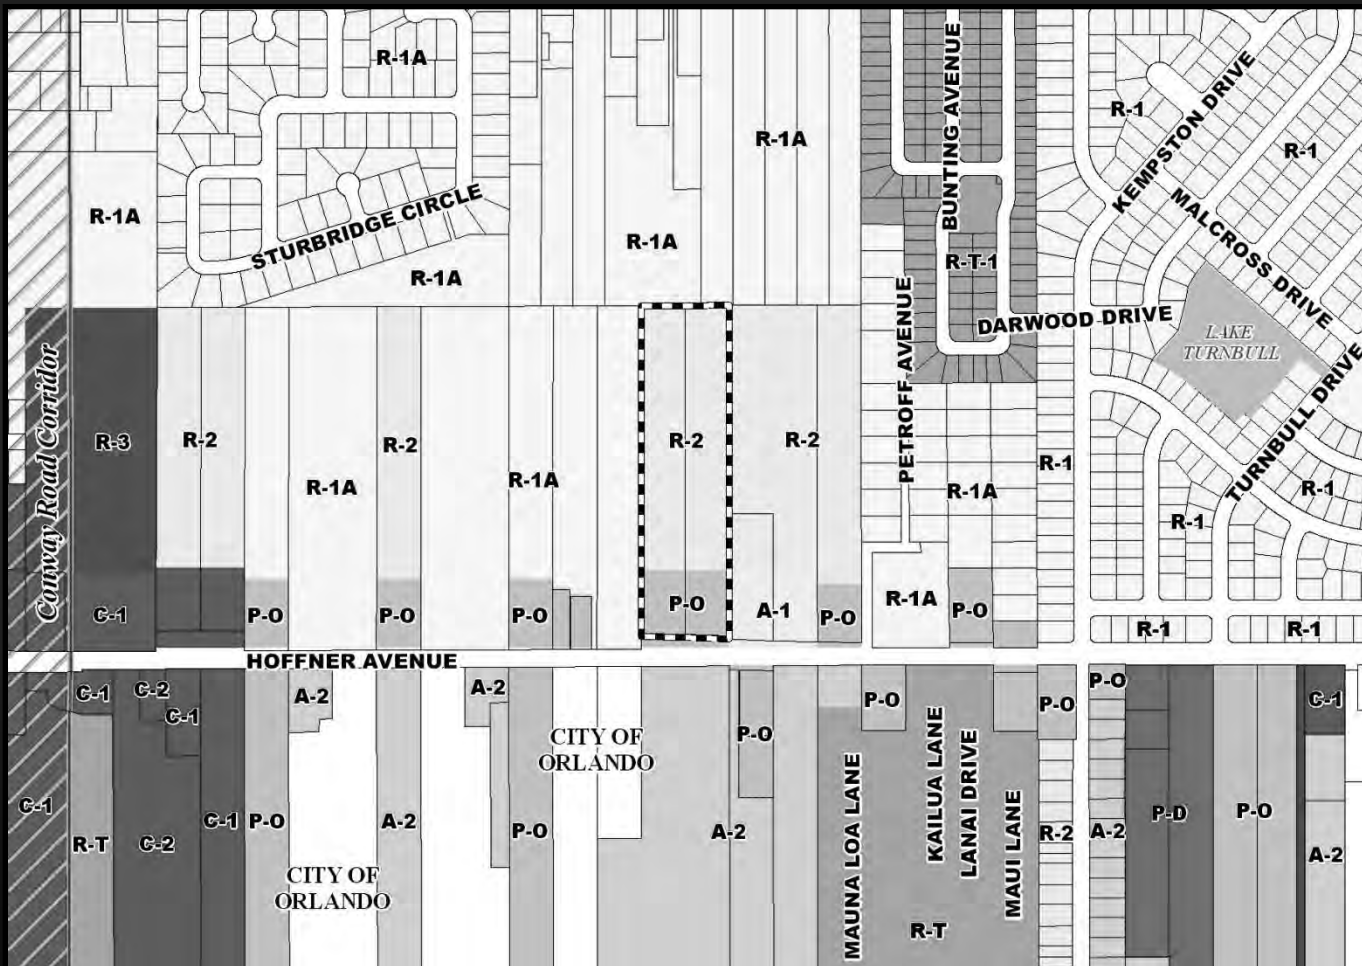 R-1A
BUNTING AVENUE
R-1
KEMPSTON DRIVE
R-1A
R-1
R-1A
STURBRIDGE CIRCLE
R-1A
MALCROSS DRIVE
R-1A
R-T-1
PETROFF AVENUE
DARWOOD DRIVE
LAKE
TURNBULL
Conway Road Corridor
R-3
R-2
R-2
R-2
R-2
R-1A
R-1A
R-1
R-1A
TURNBULL DRIVE
R-1
R-1
C-1
P-O
P-O
P-O
P-O
A-1
P-O
R-1A
P-O
R-1
R-1
HOFFNER AVENUE
C-1
C-2
C-1
A-2
A-2
P-O
P-O
P-O
C-1
CITY OF
ORLANDO
P-O
C-1
R-T
C-2
C-1
P-O
A-2
P-O
A-2
MAUNA LOA LANE
KAILUA LANE
LANAI DRIVE
MAUI LANE
R-2
A-2
P-D
P-O
A-2
CITY OF
ORLANDO
R-T